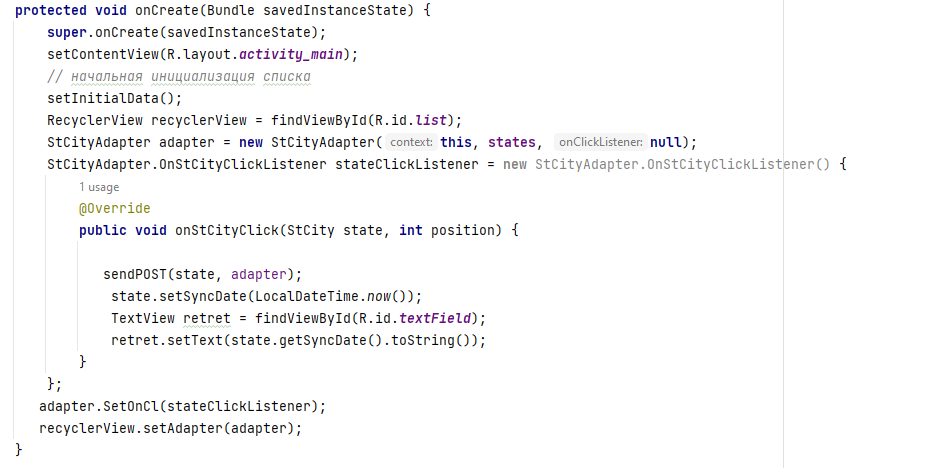 protected void onCreate(Bundle savedInstanceState) {
super.onCreate(savedInstanceState);
setContentView(R.layout.activity_main);
// начальная инициализация списка
setInitialData();
RecyclerView recyclerView = findViewById(R.id.list);
StCityAdapter adapter = new StCityAdapter( context: this, states, onClickListener: null);
StCityAdapter.OnStCityClickListener stateClickListener = new StCityAdapter.OnStCityClickListener() {
1 usage
@Override
public void onStCityClick(StCity state, int position) {
sendPOST(state, adapter);
state.setSyncDate(LocalDateTime.now());
TextView retret = findViewById(R.id.textField);
retret.setText(state.getSyncDate().toString());
}
};
adapter.SetOnCl(stateClickListener);
recyclerView.setAdapter(adapter);
}